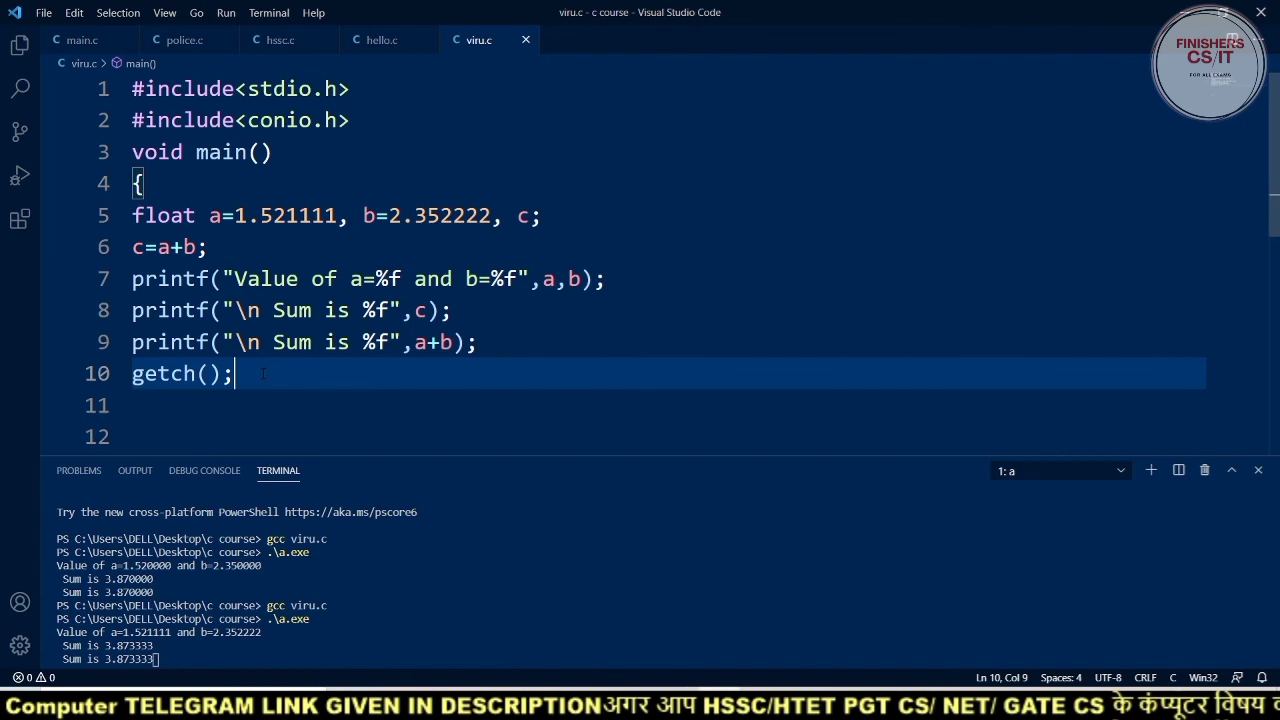 File Edit Selection View Go Run Terminal Help viru.c - c course - Visual Studio Code
main.c police.c hssc.c hello.c viru.c
viru.c > main()
FINISHERS
CS/IT
FOR ALL EXAMS
1 #include<stdio.h>
2 #include<conio.h>
3 void main()
4 {
5 float a=1.521111, b=2.352222, c;
6 c=a+b;
7 printf("Value of a=%f and b=%f",a,b);
8 printf("\n Sum is %f",c);
9 printf("\n Sum is %f",a+b);
10 getch();
11
12
PROBLEMS OUTPUT DEBUG CONSOLE TERMINAL 1: a
Try the new cross-platform PowerShell https://aka.ms/pscore6
PS C:\Users\DELL\Desktop\c course> gcc viru.c
PS C:\Users\DELL\Desktop\c course> .\a.exe
Value of a=1.520000 and b=2.350000
Sum is 3.870000
Sum is 3.870000
PS C:\Users\DELL\Desktop\c course> gcc viru.c
PS C:\Users\DELL\Desktop\c course> .\a.exe
Value of a=1.521111 and b=2.352222
Sum is 3.873333
Sum is 3.873333
0 0 Ln 10, Col 9 Spaces: 4 UTF-8 CRLF C Win32
Computer TELEGRAM LINK GIVEN IN DESCRIPTIONअगर आप HSSC/HTET PGT CS/ NET/ GATE CS के कंप्यूटर विषय